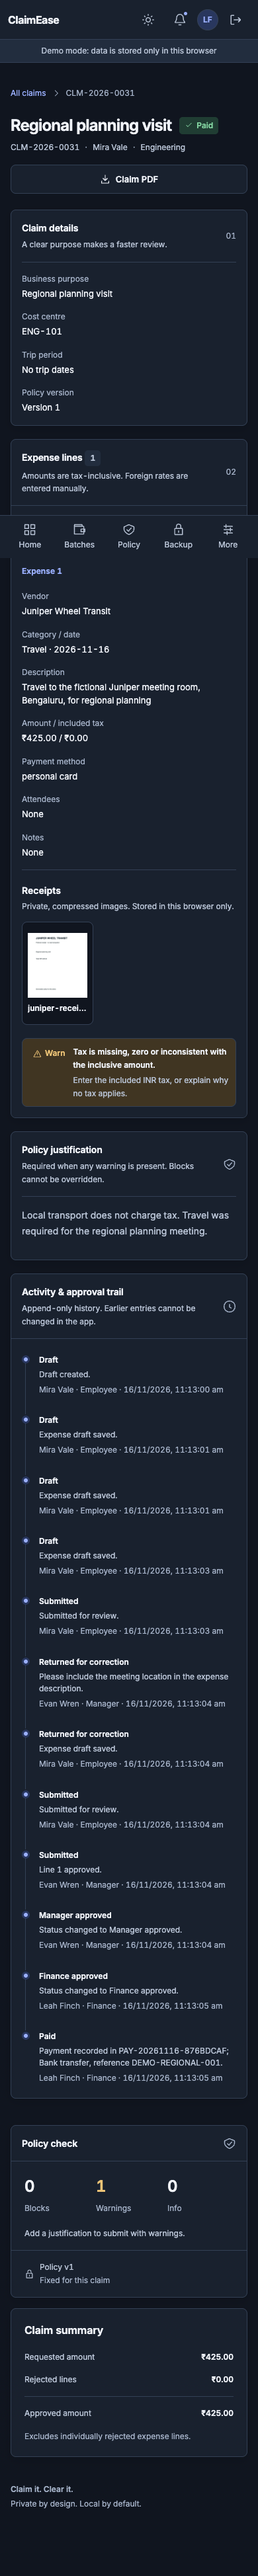 ClaimEase
LF
Demo mode: data is stored only in this browser
All claims > CLM-2026-0031
Regional planning visit
Paid
CLM-2026-0031 · Mira Vale · Engineering
Claim PDF
Claim details
A clear purpose makes a faster review.
01
Business purpose
Regional planning visit
Cost centre
ENG-101
Trip period
No trip dates
Policy version
Version 1
Expense lines 1
Amounts are tax-inclusive. Foreign rates are
entered manually.
02
Home
Batches
Policy
Backup
More
Expense 1
Vendor
Juniper Wheel Transit
Category / date
Travel · 2026-11-16
Description
Travel to the fictional Juniper meeting room,
Bengaluru, for regional planning
Amount / included tax
₹425.00 / ₹0.00
Payment method
personal card
Attendees
None
Notes
None
Receipts
Private, compressed images. Stored in this browser only.
JUNIPER WHEEL TRANSIT
juniper-recei...
Warn
Tax is missing, zero or inconsistent with
the inclusive amount.
Enter the included INR tax, or explain why
no tax applies.
Policy justification
Required when any warning is present. Blocks
cannot be overridden.
Local transport does not charge tax. Travel was
required for the regional planning meeting.
Activity & approval trail
Append-only history. Earlier entries cannot be
changed in the app.
Draft
Draft created.
Mira Vale · Employee · 16/11/2026, 11:13:00 am
Draft
Expense draft saved.
Mira Vale · Employee · 16/11/2026, 11:13:01 am
Draft
Expense draft saved.
Mira Vale · Employee · 16/11/2026, 11:13:01 am
Draft
Expense draft saved.
Mira Vale · Employee · 16/11/2026, 11:13:03 am
Submitted
Submitted for review.
Mira Vale · Employee · 16/11/2026, 11:13:03 am
Returned for correction
Please include the meeting location in the expense
description.
Evan Wren · Manager · 16/11/2026, 11:13:04 am
Returned for correction
Expense draft saved.
Mira Vale · Employee · 16/11/2026, 11:13:04 am
Submitted
Submitted for review.
Mira Vale · Employee · 16/11/2026, 11:13:04 am
Submitted
Line 1 approved.
Evan Wren · Manager · 16/11/2026, 11:13:04 am
Manager approved
Status changed to Manager approved.
Evan Wren · Manager · 16/11/2026, 11:13:04 am
Finance approved
Status changed to Finance approved.
Leah Finch · Finance · 16/11/2026, 11:13:05 am
Paid
Payment recorded in PAY-20261116-876BDCAF;
Bank transfer, reference DEMO-REGIONAL-001.
Leah Finch · Finance · 16/11/2026, 11:13:05 am
Policy check
0
1
0
Blocks
Warnings
Info
Add a justification to submit with warnings.
Policy v1
Fixed for this claim
Claim summary
Requested amount ₹425.00
Rejected lines ₹0.00
Approved amount ₹425.00
Excludes individually rejected expense lines.
Claim it. Clear it.
Private by design. Local by default.